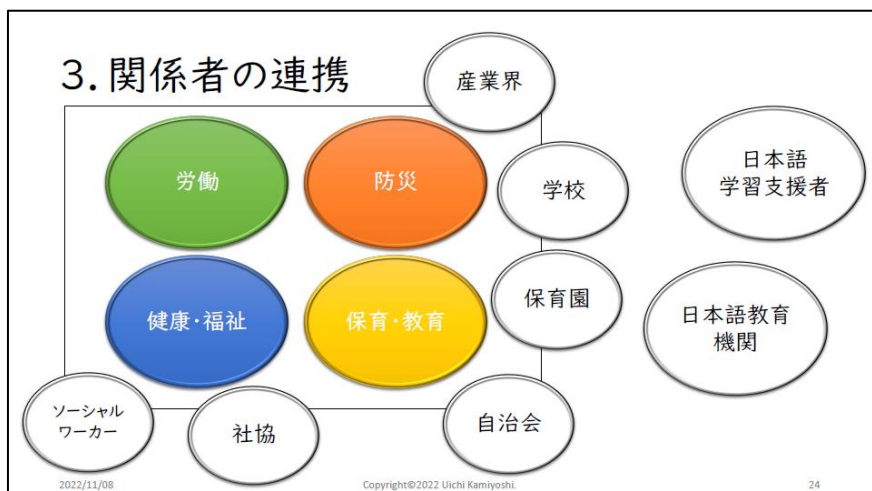 3.関係者の連携
産業界
労働
防災
学校
日本語
学習支援者
健康・福祉
保育・教育
保育園
日本語教育
機関
ソーシャル
ワーカー
社協
自治会
2022/11/08
Copyright©2022 Uichi Kamiyoshi.
24